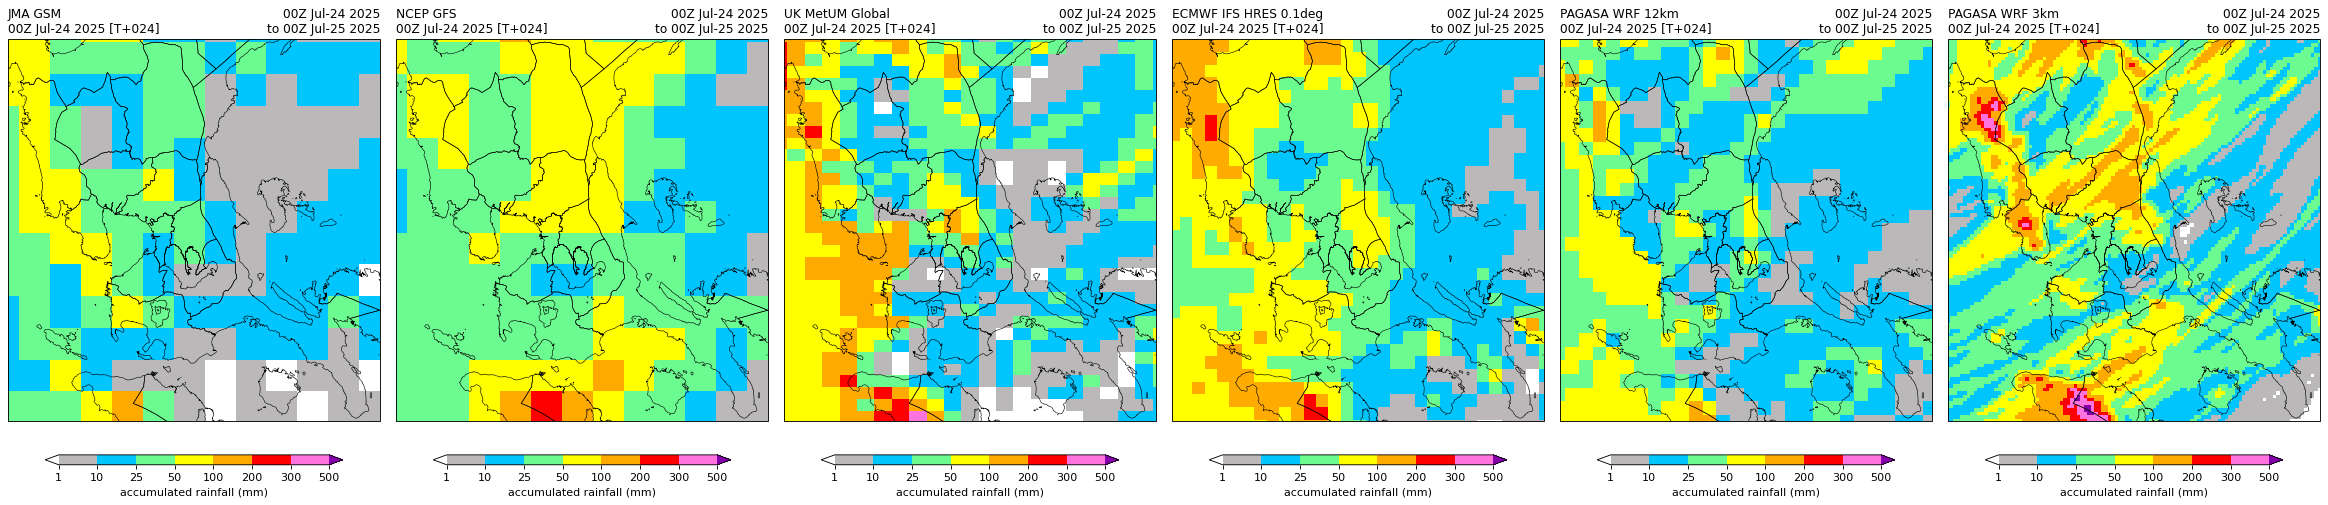 JMA GSM 00Z Jul-24 2025
00Z Jul-24 2025 [T+024] to 00Z Jul-25 2025
1 10 25 50 100 200 300 500
accumulated rainfall (mm)
NCEP GFS 00Z Jul-24 2025
00Z Jul-24 2025 [T+024] to 00Z Jul-25 2025
1 10 25 50 100 200 300 500
accumulated rainfall (mm)
UK MetUM Global 00Z Jul-24 2025
00Z Jul-24 2025 [T+024] to 00Z Jul-25 2025
1 10 25 50 100 200 300 500
accumulated rainfall (mm)
ECMWF IFS HRES 0.1deg 00Z Jul-24 2025
00Z Jul-24 2025 [T+024] to 00Z Jul-25 2025
1 10 25 50 100 200 300 500
accumulated rainfall (mm)
PAGASA WRF 12km 00Z Jul-24 2025
00Z Jul-24 2025 [T+024] to 00Z Jul-25 2025
1 10 25 50 100 200 300 500
accumulated rainfall (mm)
PAGASA WRF 3km 00Z Jul-24 2025
00Z Jul-24 2025 [T+024] to 00Z Jul-25 2025
1 10 25 50 100 200 300 500
accumulated rainfall (mm)